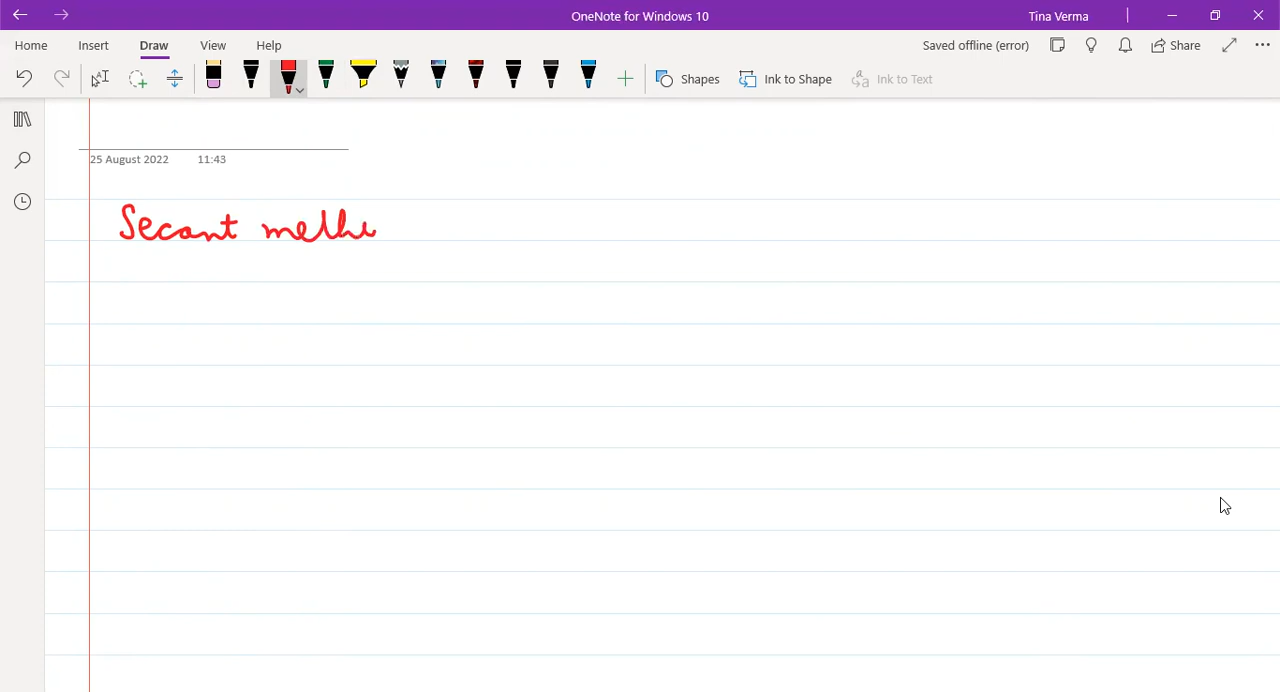 OneNote for Windows 10
Tina Verma
Home Insert Draw View Help
Saved offline (error)
Share
Shapes
Ink to Shape
Ink to Text
25 August 2022 11:43
Secant metho